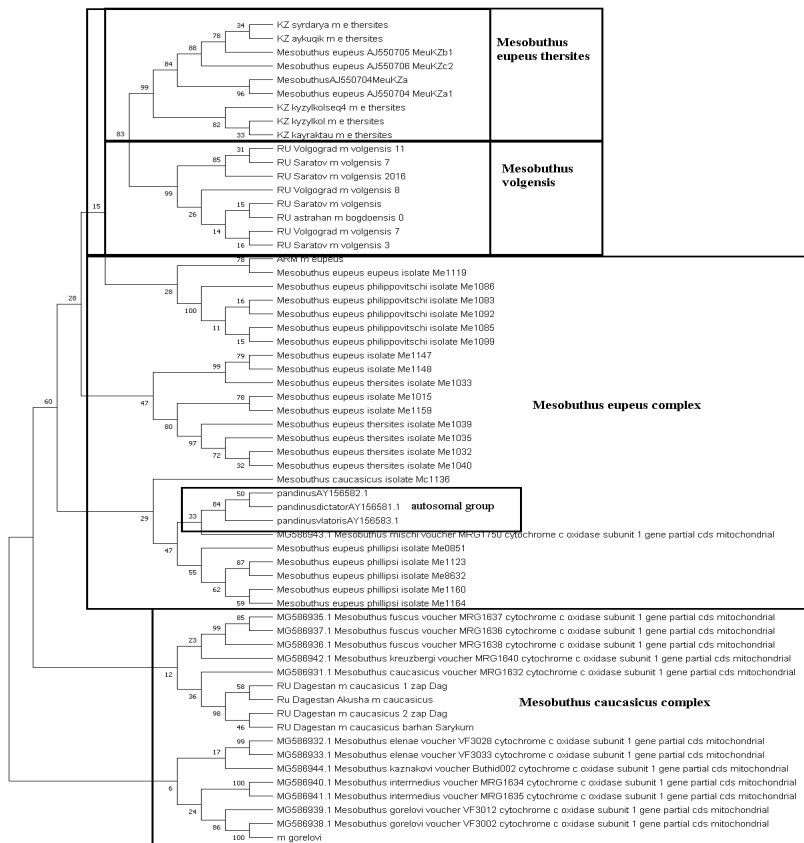 34
KZ syrdarya m e thersites
78
KZ aykuqik m e thersites
88
Mesobuthus eupeus AJ550705 MeuKZb1
Mesobuthus
eupeus thersites
84
Mesobuthus eupeus AJ550706 MeuKZc2
99
MesobuthusAJ550704MeuKZa
96
Mesobuthus eupeus AJ550704 MeuKZa1
KZ kyzylkolseq4 m e thersites
82
KZ kyzylkol m e thersites
83
33
KZ kayraktau m e thersites
31
RU Volgograd m volgensis 11
85
RU Saratov m volgensis 7
RU Saratov m volgensis 2016
Mesobuthus
volgensis
99
RU Volgograd m volgensis 8
26
15
RU Saratov m volgensis
15
RU astrahan m bogdoensis 0
14
RU Volgograd m volgensis 7
16
RU Saratov m volgensis 3
78
ARM m eupeus
Mesobuthus eupeus eupeus isolate Me1119
28
Mesobuthus eupeus philippovitschi isolate Me1086
28
100
16
Mesobuthus eupeus philippovitschi isolate Me1083
Mesobuthus eupeus philippovitschi isolate Me1092
11
Mesobuthus eupeus philippovitschi isolate Me1085
15
Mesobuthus eupeus philippovitschi isolate Me1099
79
Mesobuthus eupeus isolate Me1147
99
Mesobuthus eupeus isolate Me1148
Mesobuthus eupeus thersites isolate Me1033
60
47
78
Mesobuthus eupeus isolate Me1015
Mesobuthus eupeus complex
80
Mesobuthus eupeus isolate Me1159
Mesobuthus eupeus thersites isolate Me1039
97
Mesobuthus eupeus thersites isolate Me1035
72
Mesobuthus eupeus thersites isolate Me1032
32
Mesobuthus eupeus thersites isolate Me1040
Mesobuthus caucasicus isolate Mc1136
50
pandinusAY156582.1
84
pandinusdictatorAY156581.1
autosomal group
29
33
pandinusvlatorisAY156583.1
MG586943.1 Mesobuthus mischi voucher MRG1750 cytochrome c oxidase subunit 1 gene partial cds mitochondrial
47
Mesobuthus eupeus phillipsi isolate Me0851
87
Mesobuthus eupeus phillipsi isolate Me1123
55
Mesobuthus eupeus phillipsi isolate Me8632
62
Mesobuthus eupeus phillipsi isolate Me1160
59
Mesobuthus eupeus phillipsi isolate Me1164
85
MG586935.1 Mesobuthus fuscus voucher MRG1637 cytochrome c oxidase subunit 1 gene partial cds mitochondrial
99
MG586937.1 Mesobuthus fuscus voucher MRG1636 cytochrome c oxidase subunit 1 gene partial cds mitochondrial
23
MG586936.1 Mesobuthus fuscus voucher MRG1638 cytochrome c oxidase subunit 1 gene partial cds mitochondrial
MG586942.1 Mesobuthus kreuzbergi voucher MRG1640 cytochrome c oxidase subunit 1 gene partial cds mitochondrial
12
MG586931.1 Mesobuthus caucasicus voucher MRG1632 cytochrome c oxidase subunit 1 gene partial cds mitochondrial
58
RU Dagestan m caucasicus 1 zap Dag
36
Ru Dagestan Akusha m caucasicus
Mesobuthus caucasicus complex
98
RU Dagestan m caucasicus 2 zap Dag
46
RU Dagestan m caucasicus barhan Sarykum
99
MG586932.1 Mesobuthus elenae voucher VF3028 cytochrome c oxidase subunit 1 gene partial cds mitochondrial
17
MG586933.1 Mesobuthus elenae voucher VF3033 cytochrome c oxidase subunit 1 gene partial cds mitochondrial
MG586944.1 Mesobuthus kaznakovi voucher Buthid002 cytochrome c oxidase subunit 1 gene partial cds mitochondrial
6
100
MG586940.1 Mesobuthus intermedius voucher MRG1634 cytochrome c oxidase subunit 1 gene partial cds mitochondrial
MG586941.1 Mesobuthus intermedius voucher MRG1635 cytochrome c oxidase subunit 1 gene partial cds mitochondrial
24
MG586939.1 Mesobuthus gorelovi voucher VF3012 cytochrome c oxidase subunit 1 gene partial cds mitochondrial
86
MG586938.1 Mesobuthus gorelovi voucher VF3002 cytochrome c oxidase subunit 1 gene partial cds mitochondrial
100
m gorelovi